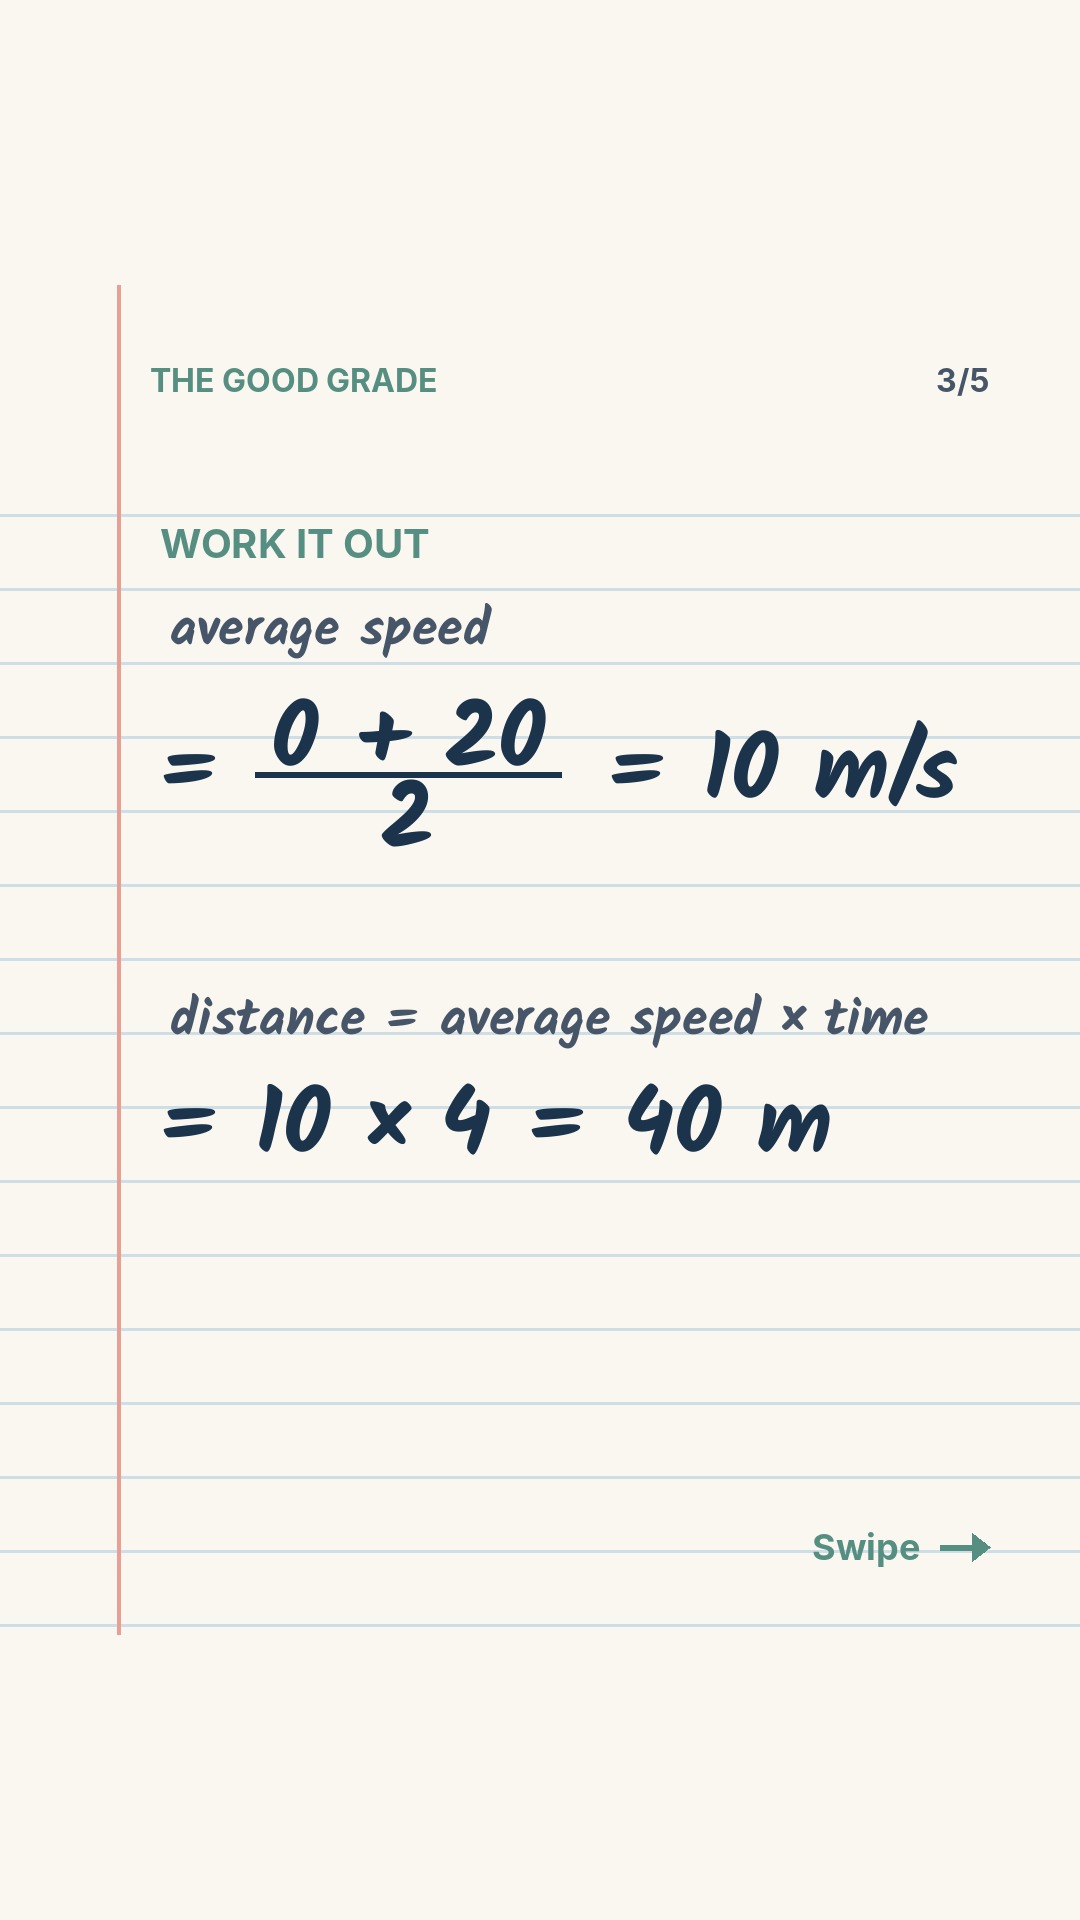 THE GOOD GRADE 3/5
WORK IT OUT
average speed
= 0 + 20 / 2 = 10 m/s
distance = average speed x time
= 10 x 4 = 40 m
Swipe →